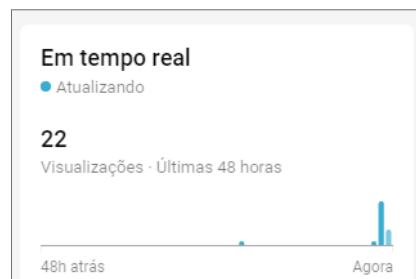 Em tempo real
Atualizando
22
Visualizações · Últimas 48 horas
48h atrás
Agora